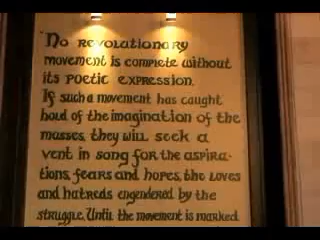 "No revolutionary
movement is complete without
its poetic expression.
If such a movement has caught
hold of the imagination of the
masses, they will seek a
vent in song for the aspira-
tions, fears and hopes, the loves
and hatreds engendered by the
struggle. Until the movement is marked